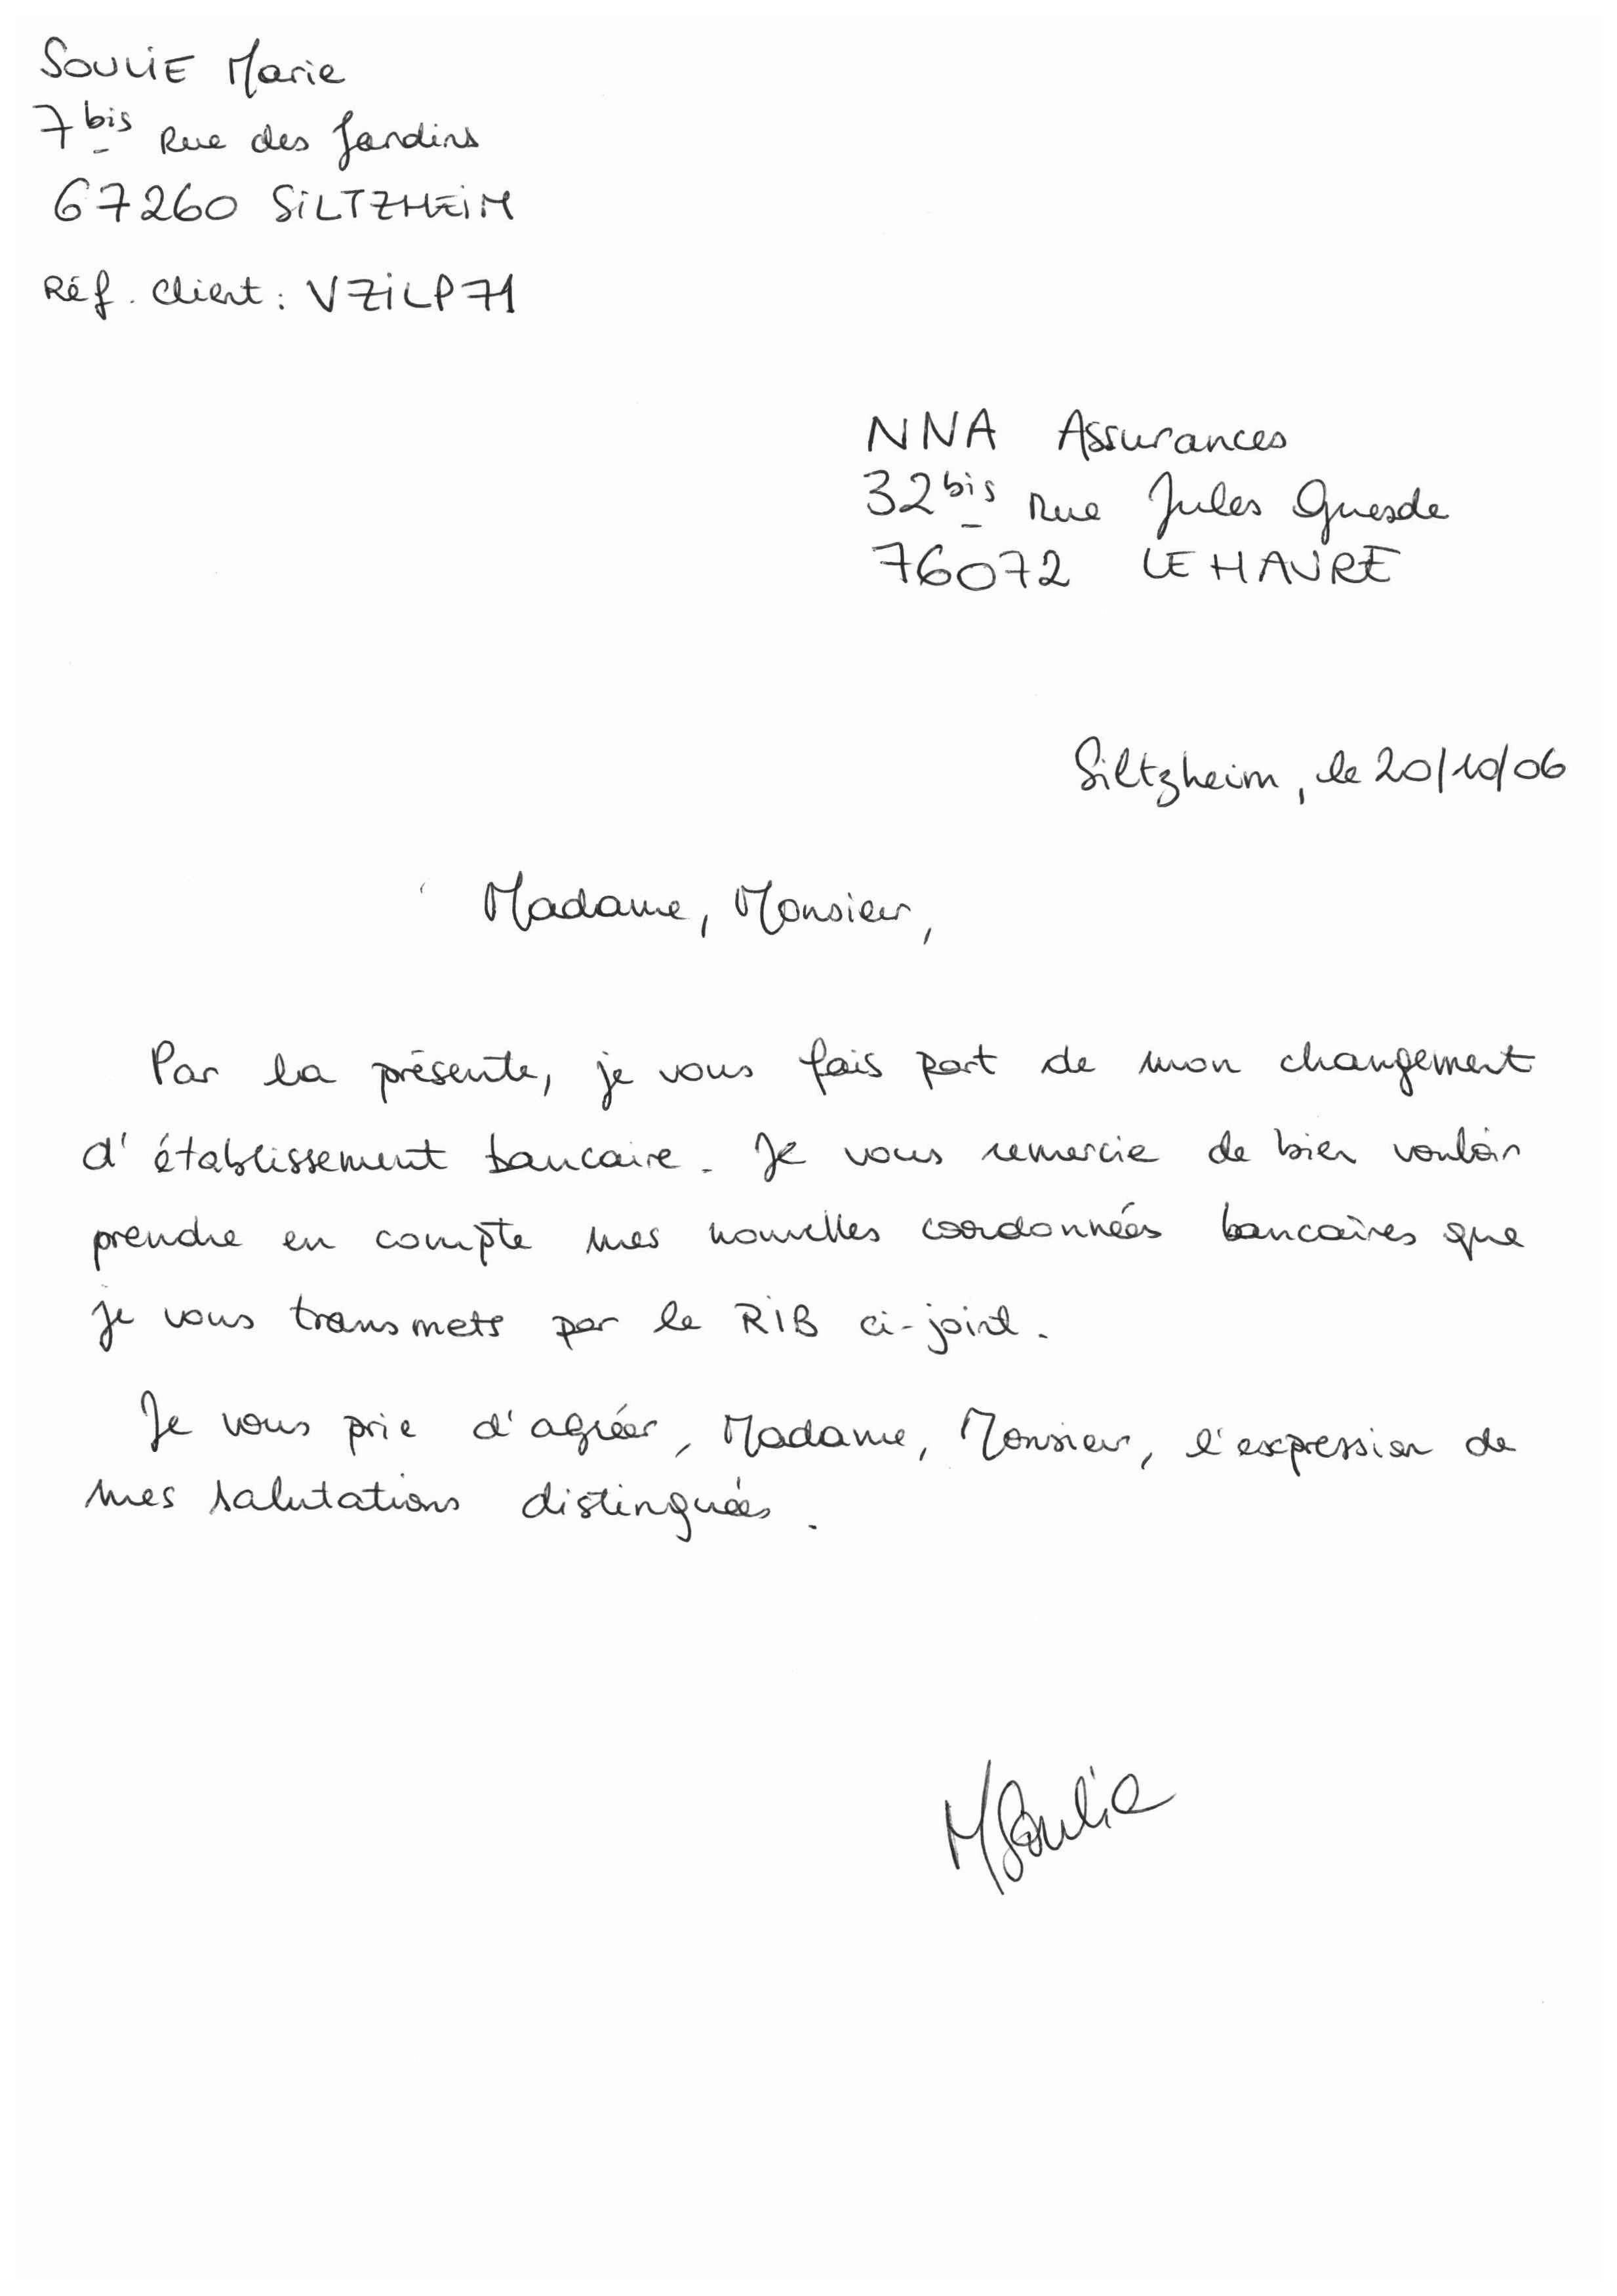 SOULIE Marie
7 bis Rue des Jardins
67260 SILTZHEIM
Réf. client : VZILP71
NNA Assurances
32 bis Rue Jules Guesde
76072 LE HAVRE
Siltzheim, le 20/10/06
Madame, Monsieur,
Par la présente, je vous fais part de mon changement
d'établissement bancaire. Je vous remercie de bien vouloir
prendre en compte mes nouvelles coordonnées bancaires que
je vous transmets par le RIB ci-joint.
Je vous prie d'agréer, Madame, Monsieur, l'expression de
mes salutations distinguées.
MSoulie